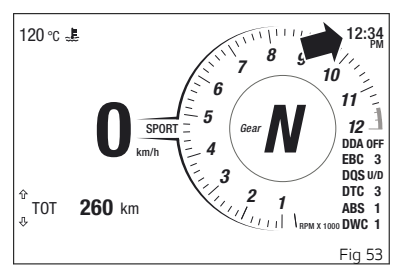 120 °C
12:34
PM
8
9
7
10
6
11
5
12
4
3
2
1
SPORT
Gear
N
0
km/h
DDA OFF
EBC 3
DQS U/D
DTC 3
ABS 1
DWC 1
RPM X 1000
TOT 260 km
Fig 53